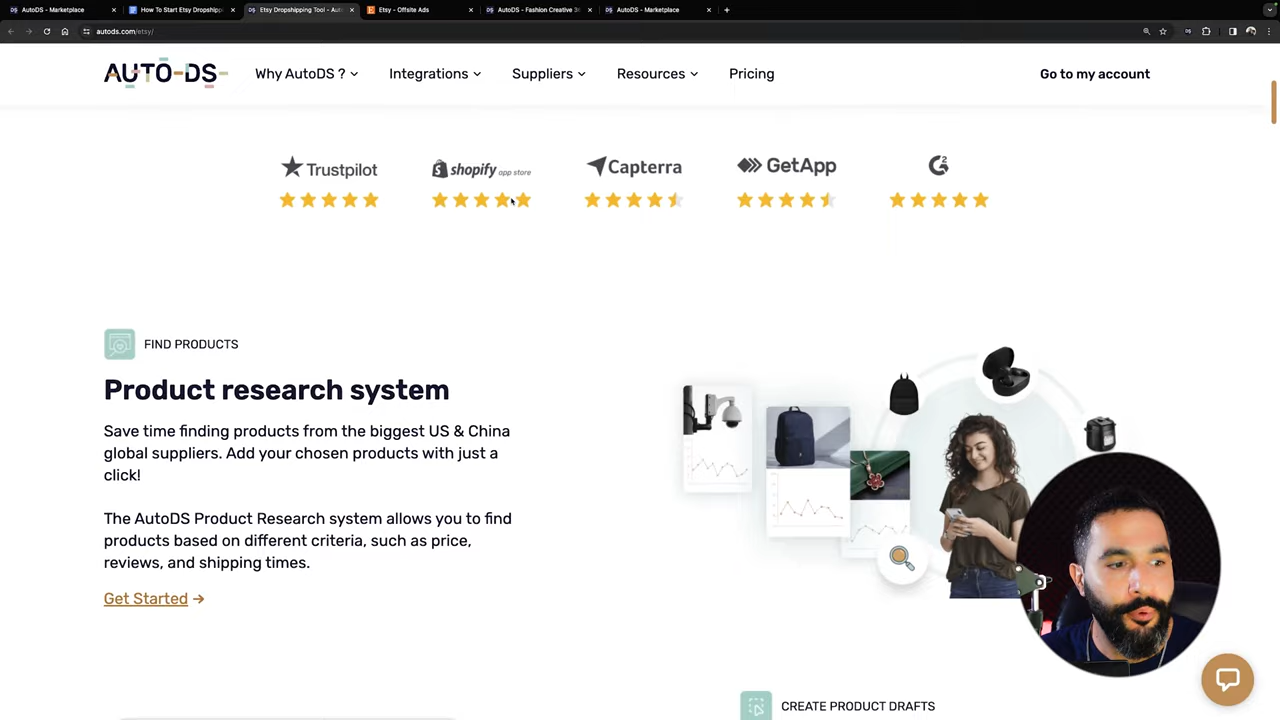 AutoDS - Marketplace
How To Start Etsy Dropshipp
Etsy Dropshipping Tool - Auto
Etsy - Offsite Ads
AutoDS - Fashion Creative 3
AutoDS - Marketplace
autods.com/etsy/
AUTO-DS
Why AutoDS ?
Integrations
Suppliers
Resources
Pricing
Go to my account
Trustpilot
shopify app store
Capterra
GetApp
G2
FIND PRODUCTS
Product research system
Save time finding products from the biggest US & China
global suppliers. Add your chosen products with just a
click!
The AutoDS Product Research system allows you to find
products based on different criteria, such as price,
reviews, and shipping times.
Get Started
CREATE PRODUCT DRAFTS